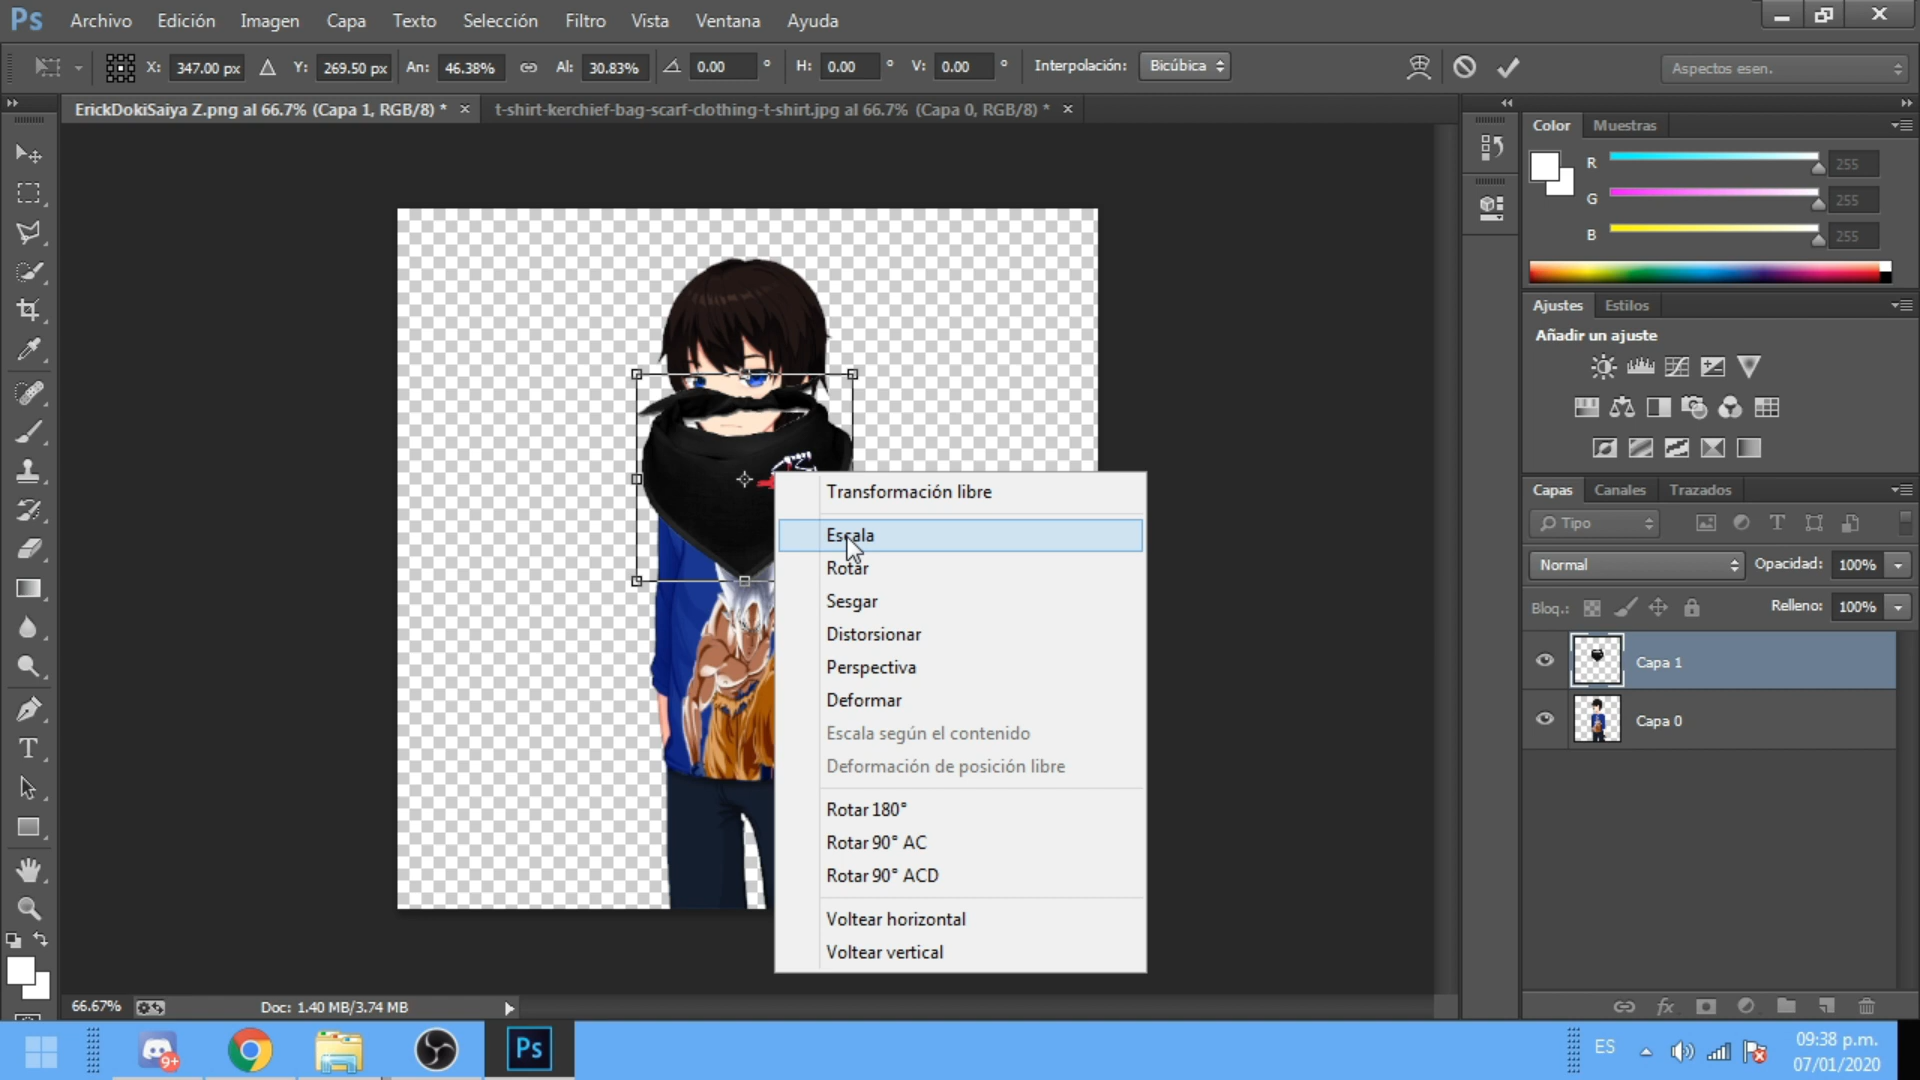 Ps Archivo Edición Imagen Capa Texto Selección Filtro Vista Ventana Ayuda
X: 347.00 px Y: 269.50 px An: 46.38% Al: 30.83% 0.00 ° H: 0.00 ° V: 0.00 ° Interpolación: Bicúbica Aspectos esen.
ErickDokiSaiya Z.png al 66.7% (Capa 1, RGB/8) * × t-shirt-kerchief-bag-scarf-clothing-t-shirt.jpg al 66.7% (Capa 0, RGB/8) * ×
Color Muestras
R 255
G 255
B 255
Ajustes Estilos
Añadir un ajuste
Capas Canales Trazados
Tipo
Normal Opacidad: 100%
Bloq.: Relleno: 100%
Capa 1
Capa 0
Transformación libre
Escala
Rotar
Sesgar
Distorsionar
Perspectiva
Deformar
Escala según el contenido
Deformación de posición libre
Rotar 180°
Rotar 90° AC
Rotar 90° ACD
Voltear horizontal
Voltear vertical
66.67% Doc: 1.40 MB/3.74 MB
9+ Ps ES 09:38 p.m.
07/01/2020